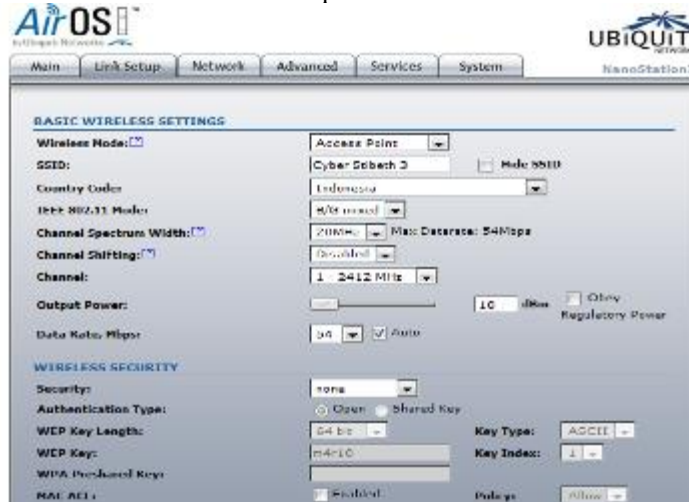 AirOS
UBIQUITI
NETWORKS
Main Link Setup Network Advanced Services System
BASIC WIRELESS SETTINGS
Wireless Mode: [?] Access Point
SSID: Cyber Stibeth 3 Hide SSID
Country Code: Indonesia
IEEE 802.11 Mode: B/G mixed
Channel Spectrum Width: [?] 20MHz Max Datarate: 54Mbps
Channel Shifting: [?] Disabled
Channel: 1 - 2412 MHz
Output Power: 10 dBm Obey
Regulatory Power
Data Rate, Mbps: 54 Auto
WIRELESS SECURITY
Security: none
Authentication Type: Open Shared Key
WEP Key Length: 64 bit Key Type: ASCII
WEP Key: Key Index: 1
WPA Preshared Key:
MAC ACL: Enabled Policy: Allow